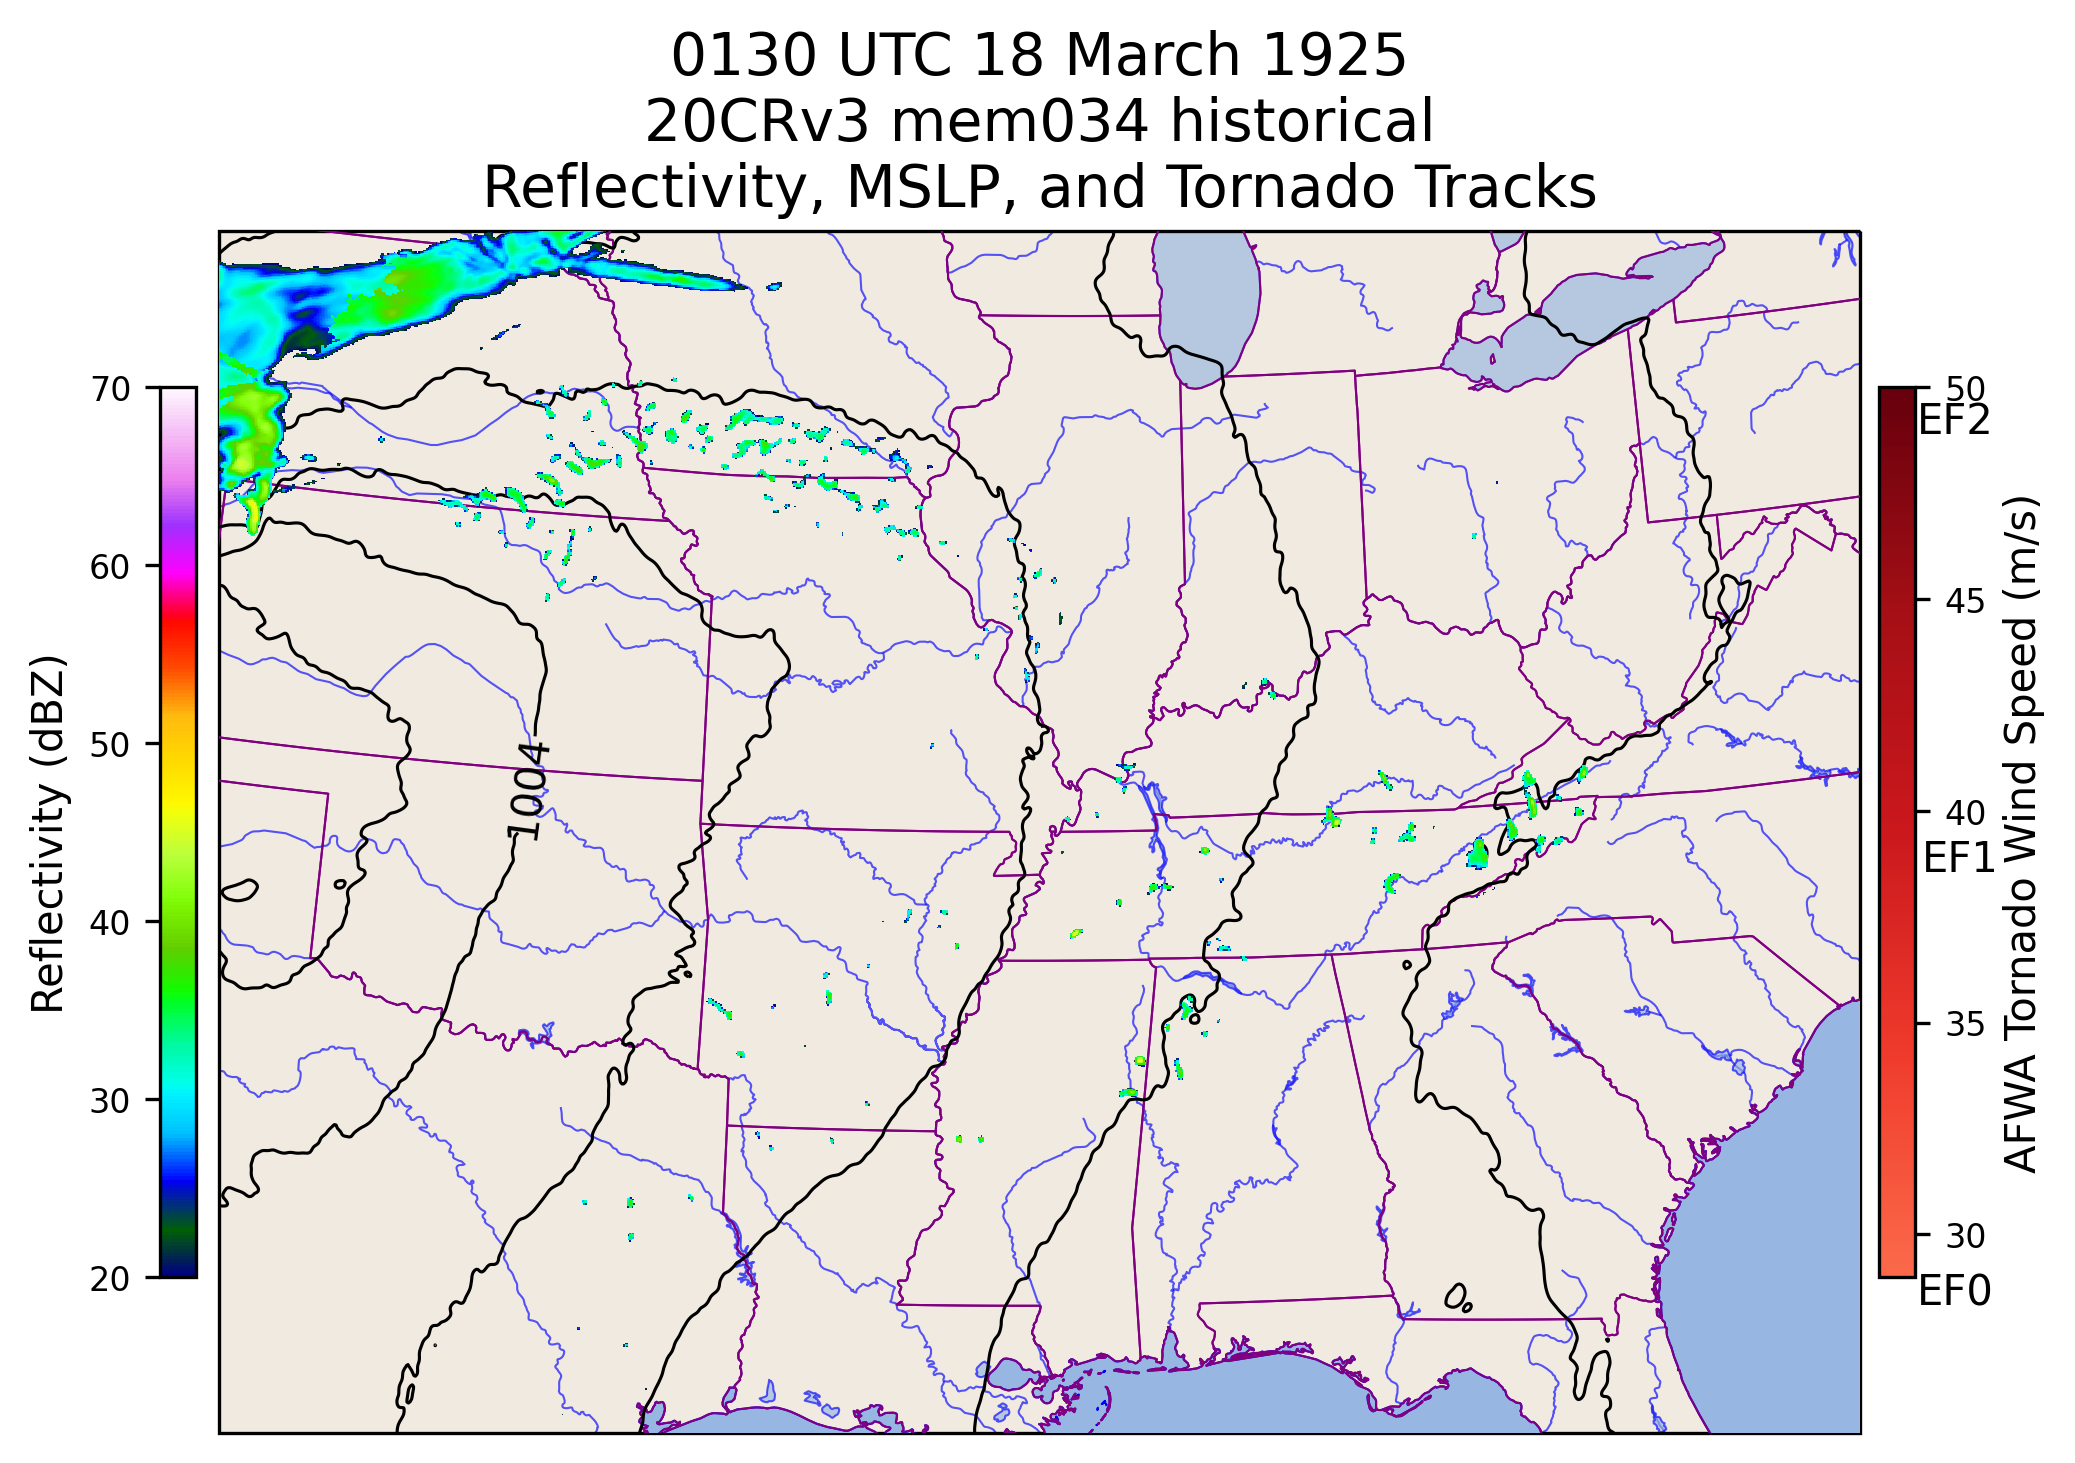 0130 UTC 18 March 1925
20CRv3 mem034 historical
Reflectivity, MSLP, and Tornado Tracks
Reflectivity (dBZ)
70
60
50
40
30
20
1004
50
EF2
45
40
EF1
35
30
EF0
AFWA Tornado Wind Speed (m/s)